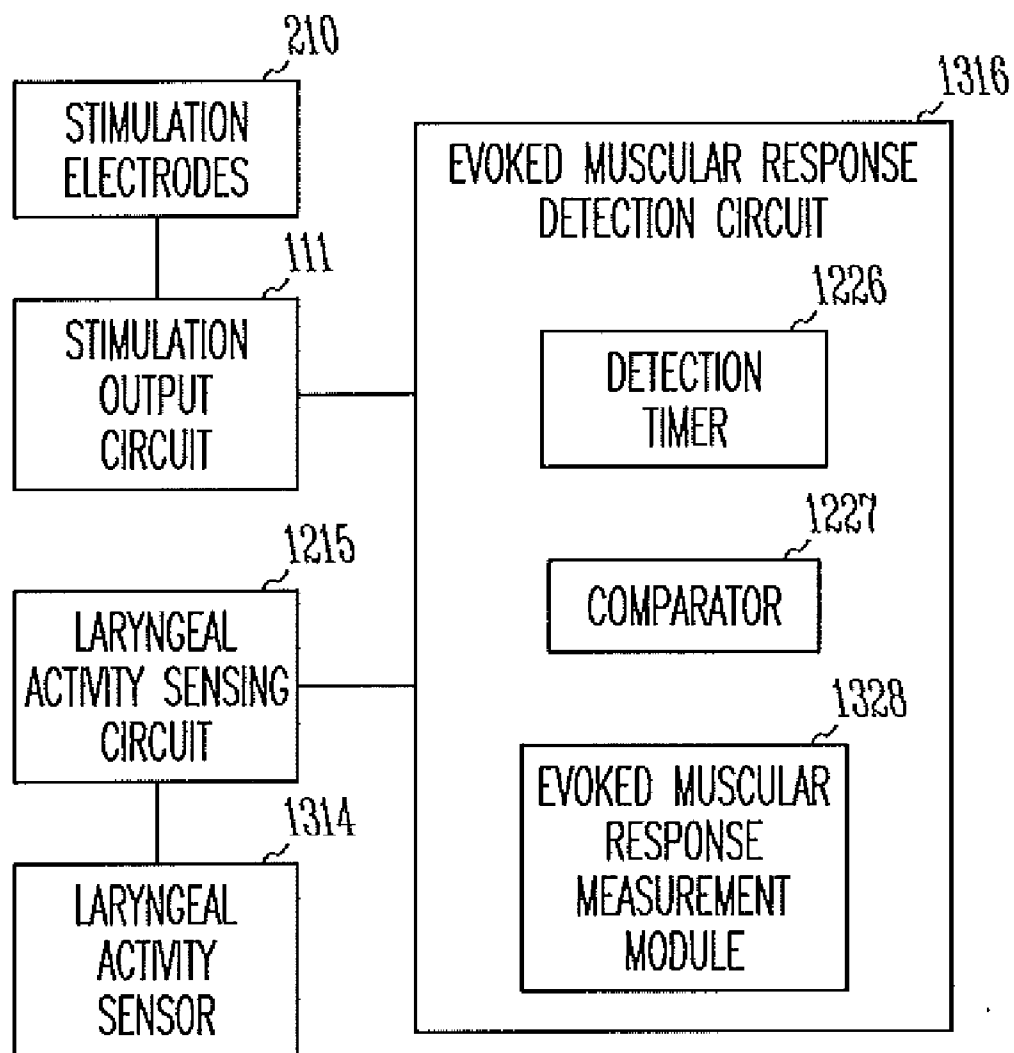 210
STIMULATION
ELECTRODES
111
STIMULATION
OUTPUT
CIRCUIT
1215
LARYNGEAL
ACTIVITY SENSING
CIRCUIT
1314
LARYNGEAL
ACTIVITY
SENSOR
1316
EVOKED MUSCULAR RESPONSE
DETECTION CIRCUIT
1226
DETECTION
TIMER
1227
COMPARATOR
1328
EVOKED MUSCULAR
RESPONSE
MEASUREMENT
MODULE